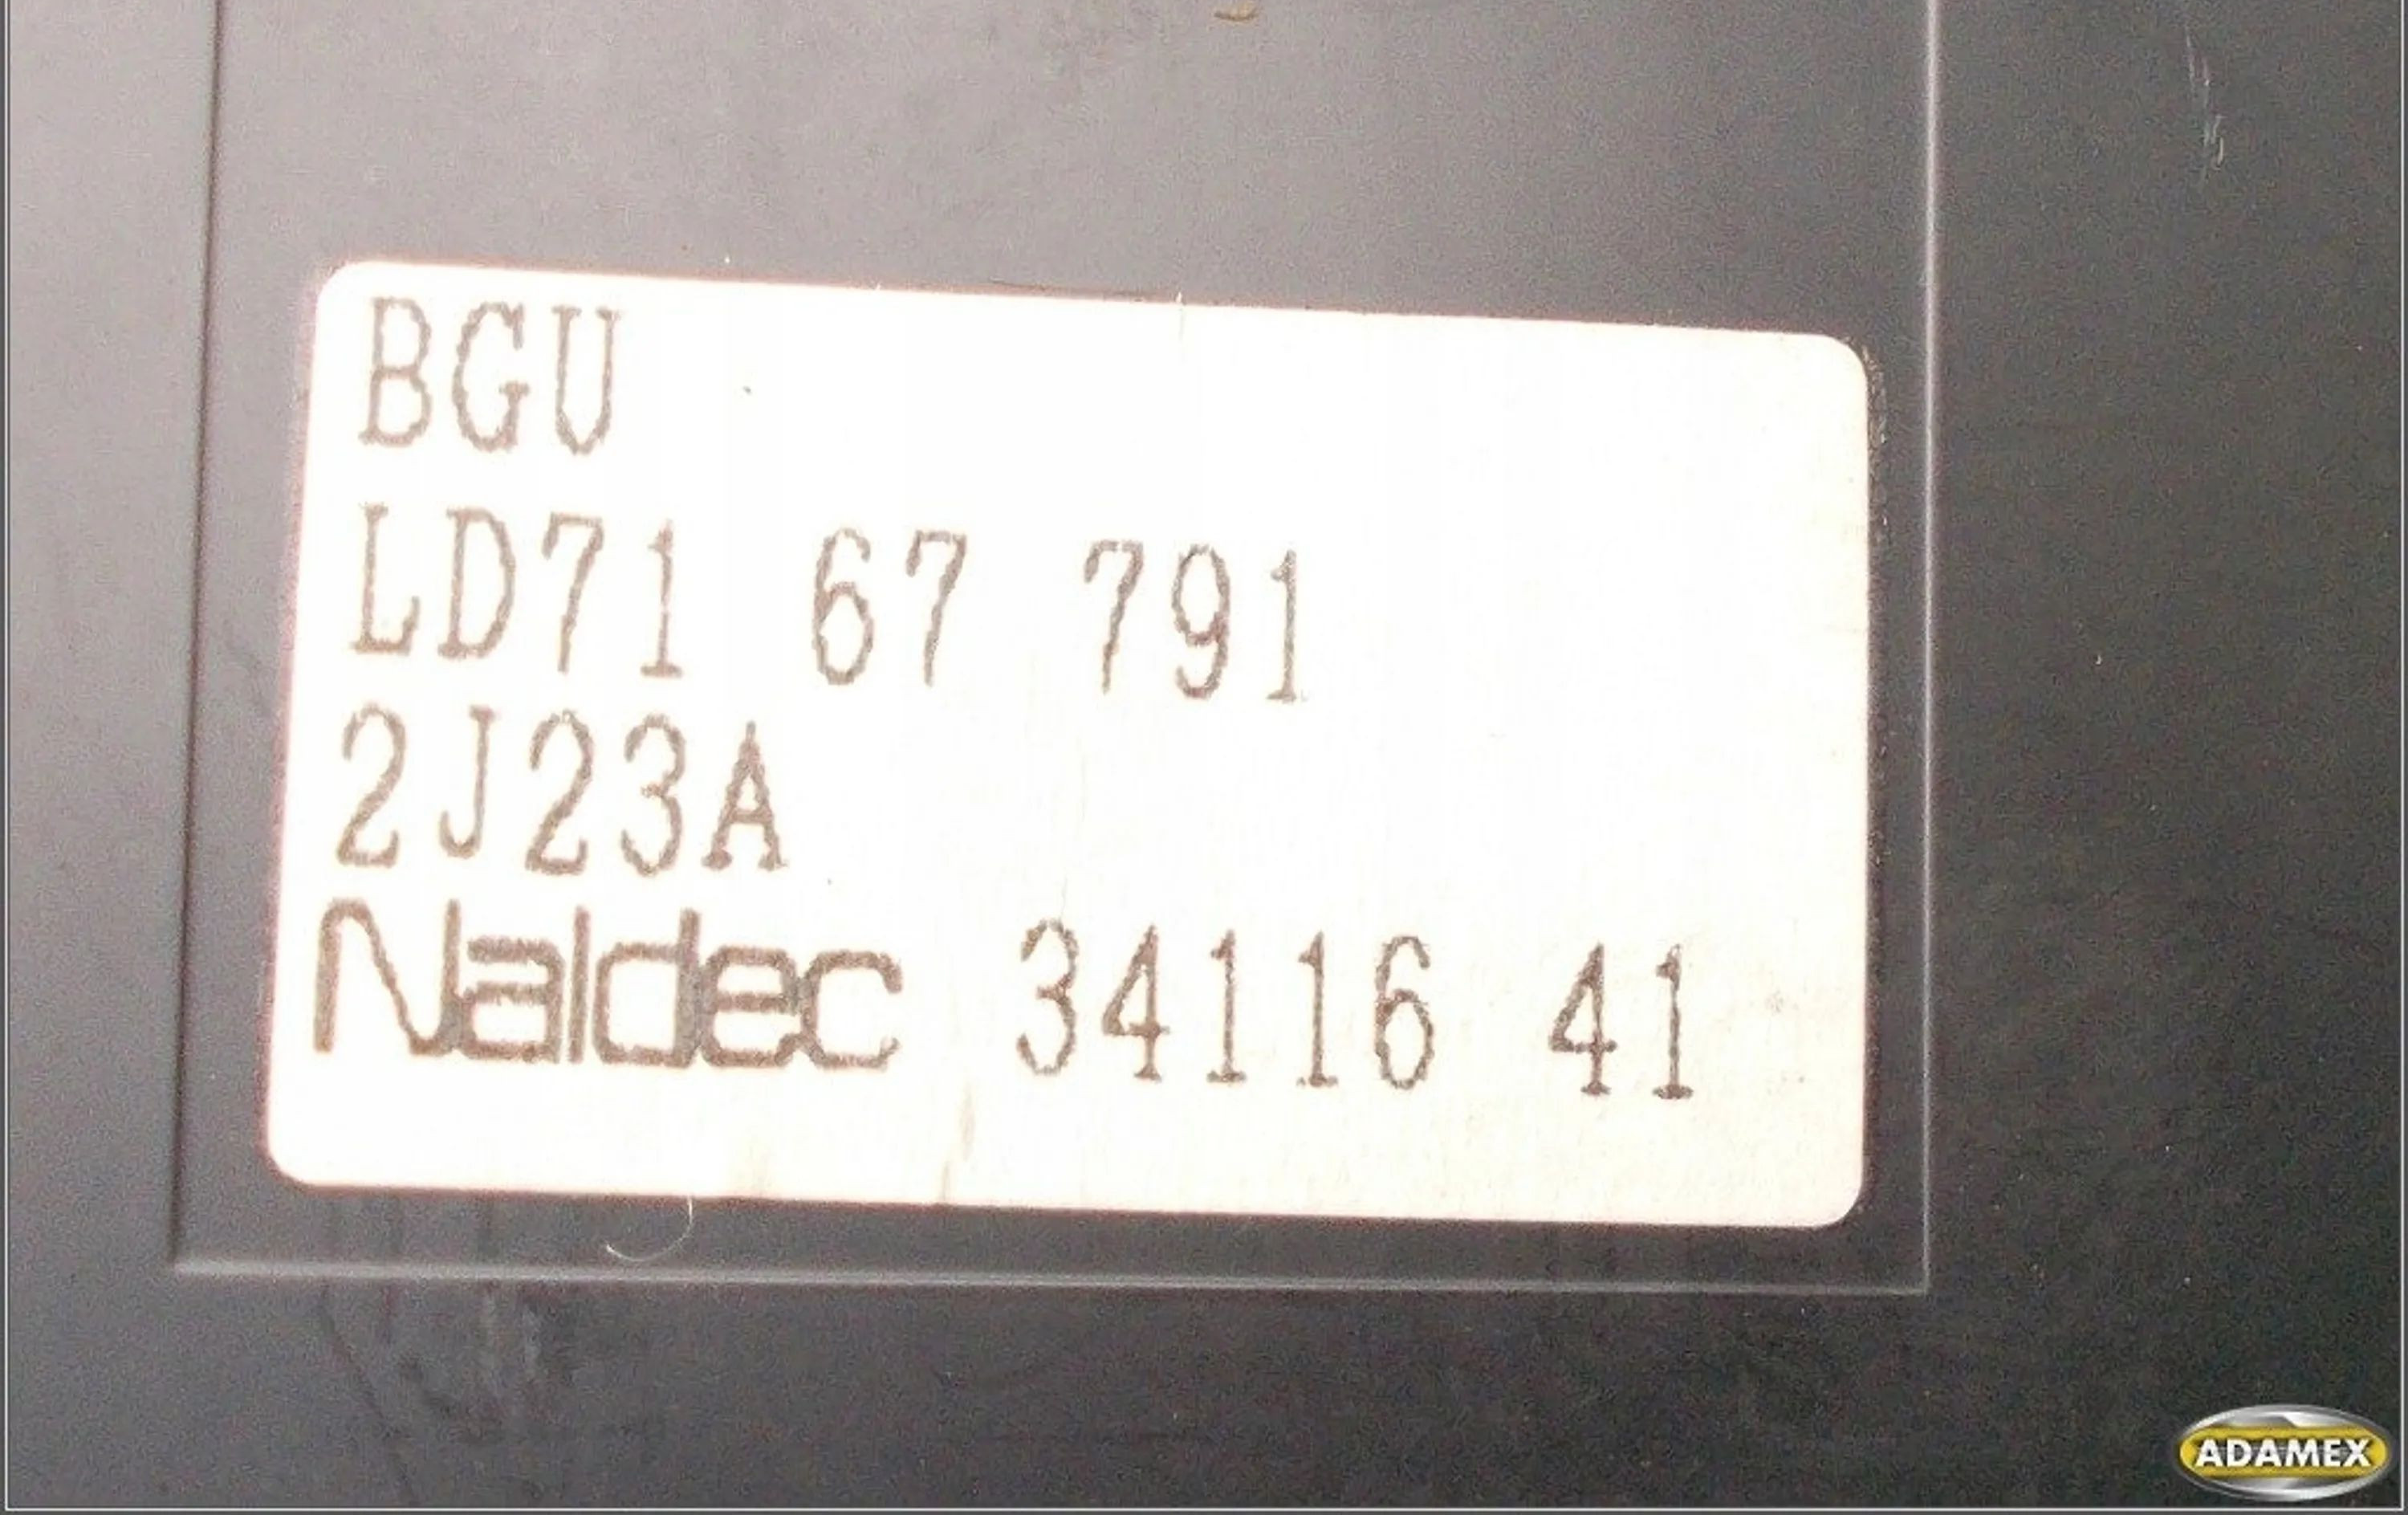 BGU
LD71 67 791
2J23A
Naldec 34116 41
ADAMEX